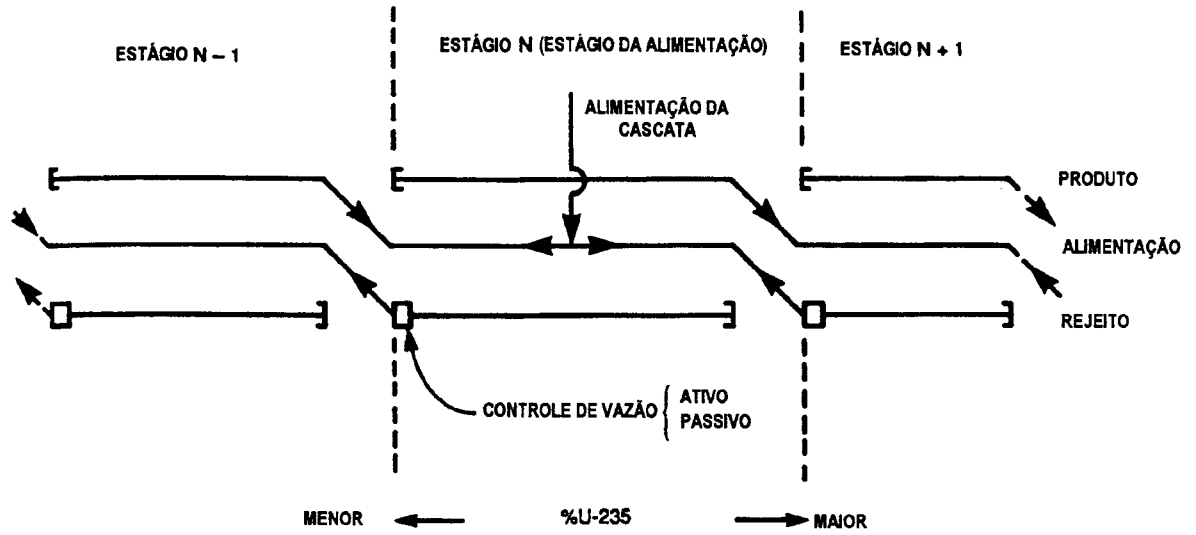 ESTÁGIO N – 1
ESTÁGIO N (ESTÁGIO DA ALIMENTAÇÃO)
ESTÁGIO N + 1
ALIMENTAÇÃO DA
CASCATA
PRODUTO
ALIMENTAÇÃO
REJEITO
CONTROLE DE VAZÃO { ATIVO
PASSIVO
MENOR
%U-235
MAIOR